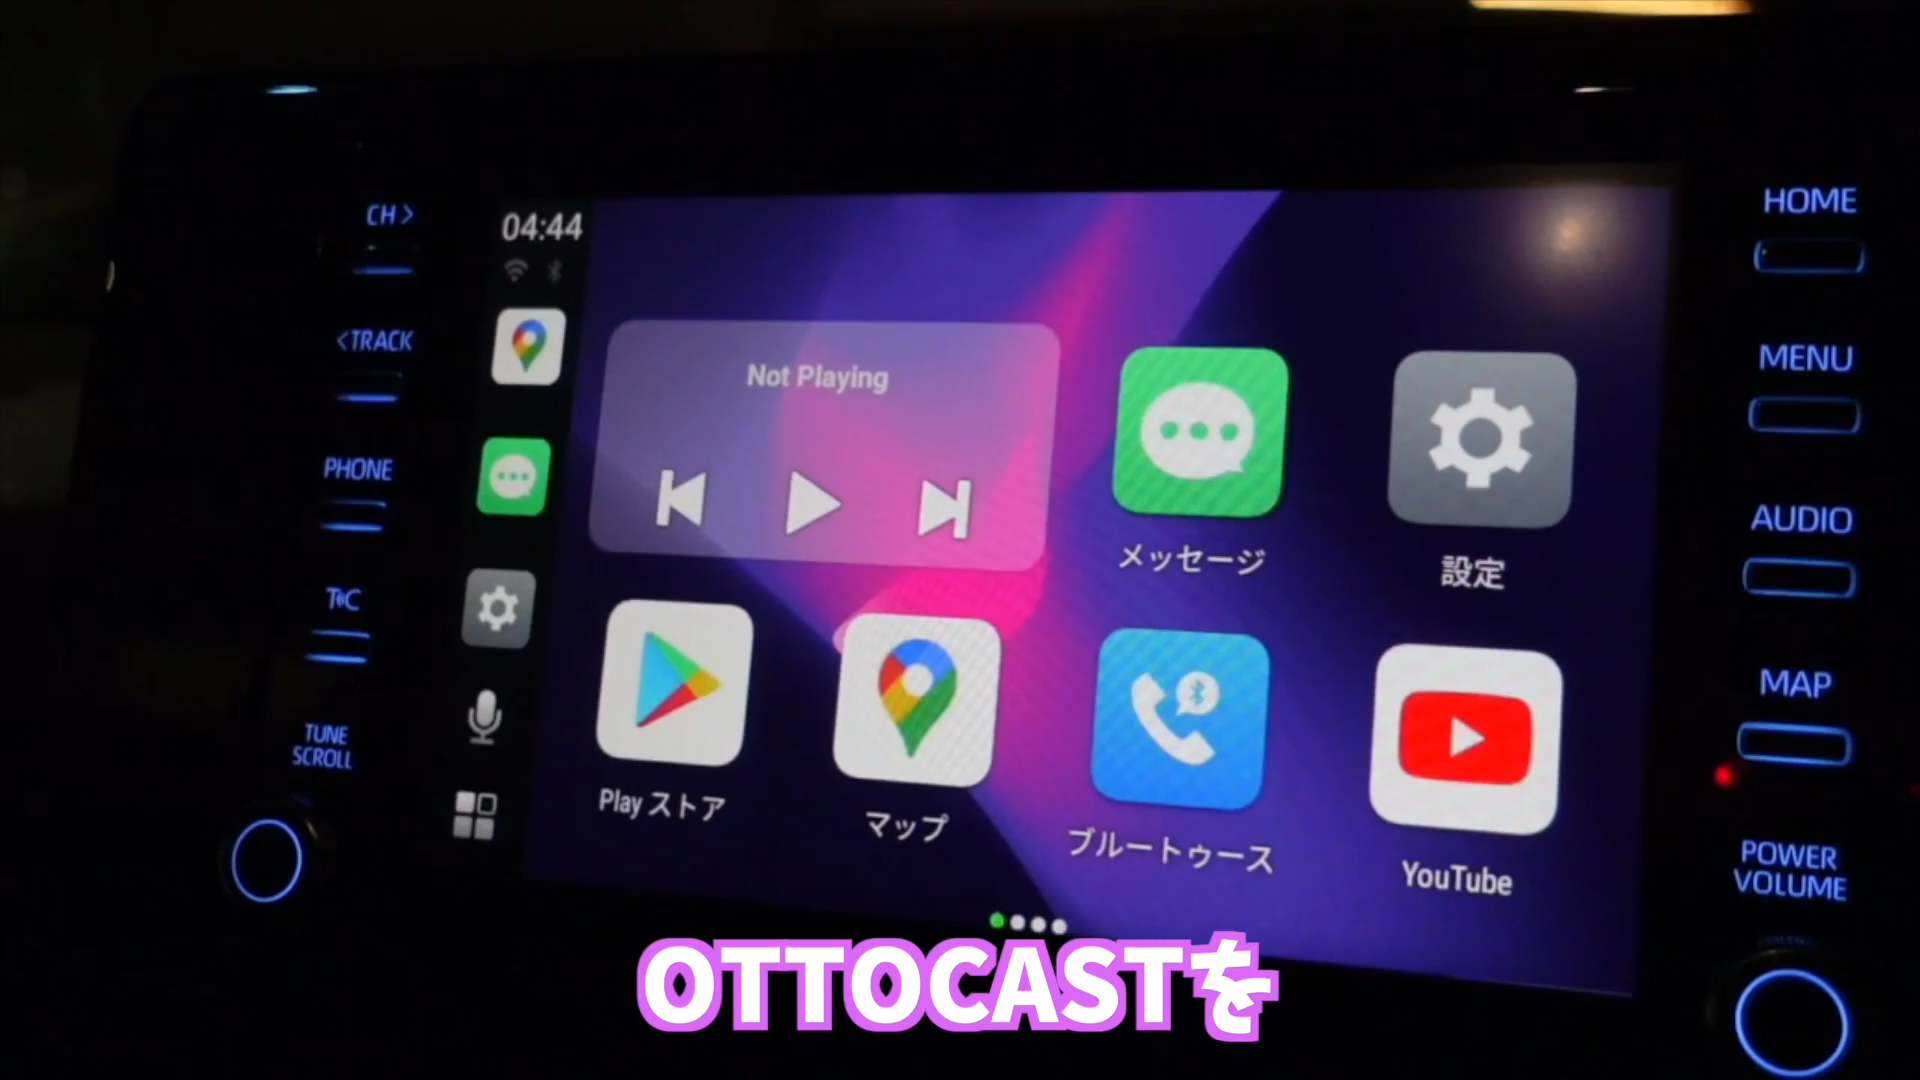 CH>
<TRACK
PHONE
T&C
TUNE
SCROLL
04:44
Not Playing
メッセージ
設定
Play ストア
マップ
ブルートゥース
YouTube
HOME
MENU
AUDIO
MAP
POWER
VOLUME
OTTOCASTを